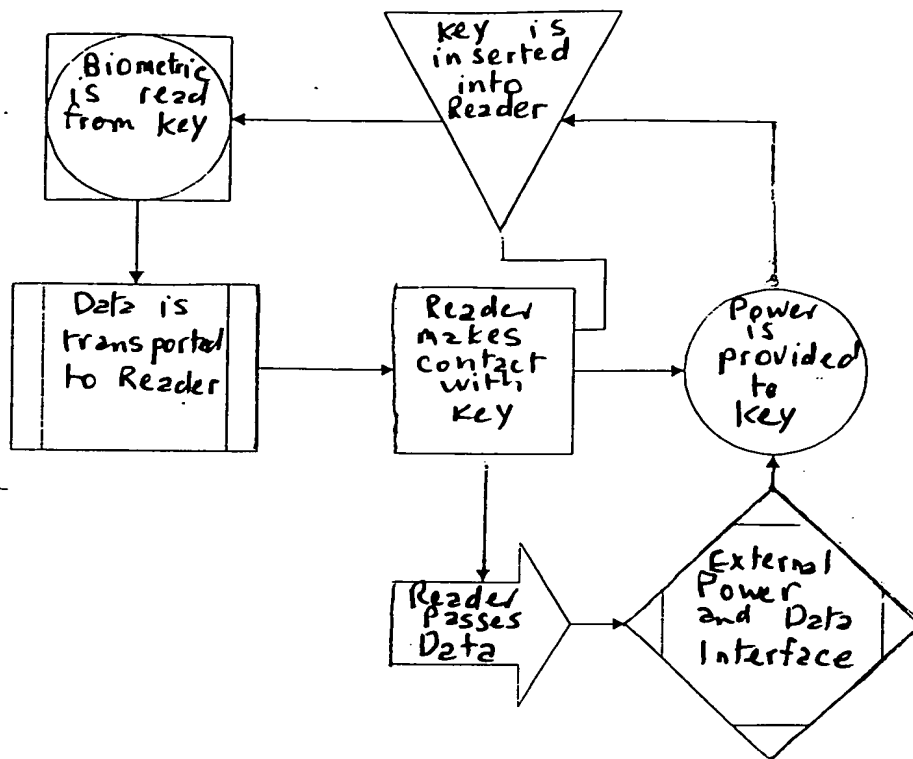 Biometric
is read
from key
key is
inserted
into
Reader
Data is
transported
to Reader
Reader
makes
contact
with
key
Power
is
provided
to
key
Reader
Passes
Data
External
Power
and Data
Interface